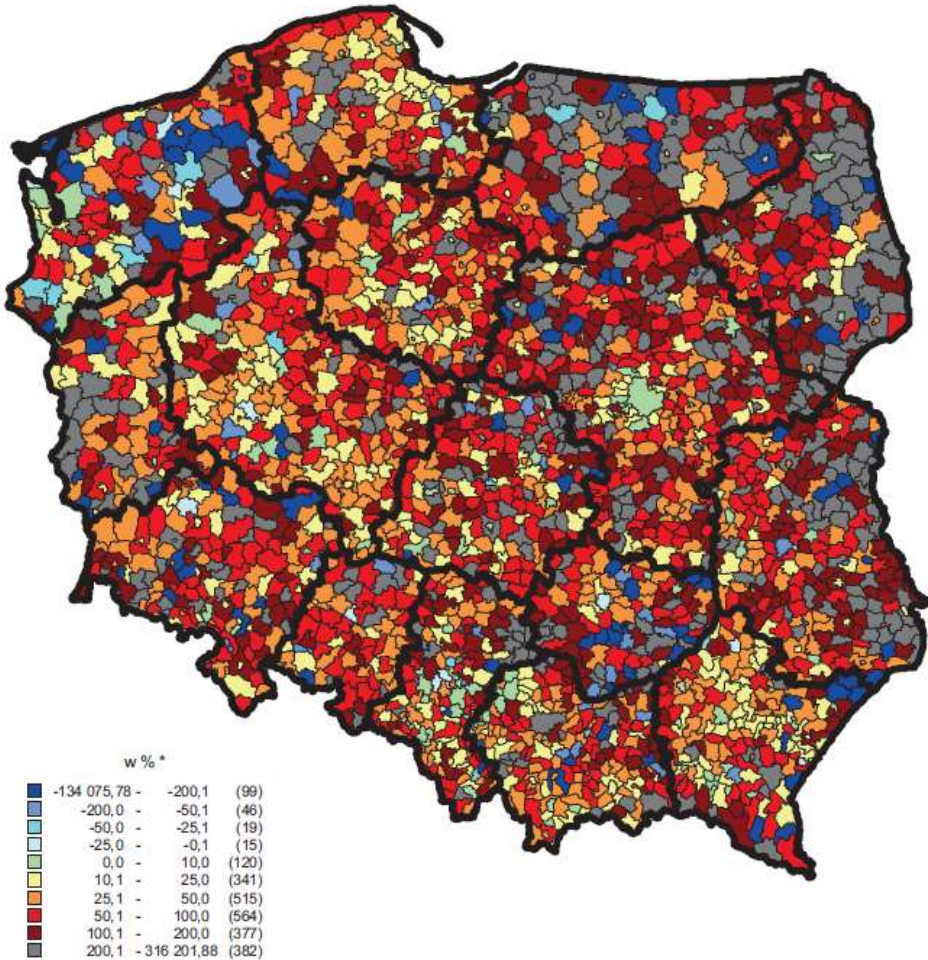 w % *
-134 075,78 - -200,1 (99)
-200,0 - -50,1 (46)
-50,0 - -25,1 (19)
-25,0 - -0,1 (15)
0,0 - 10,0 (120)
10,1 - 25,0 (341)
25,1 - 50,0 (515)
50,1 - 100,0 (564)
100,1 - 200,0 (377)
200,1 - 316 201,88 (382)